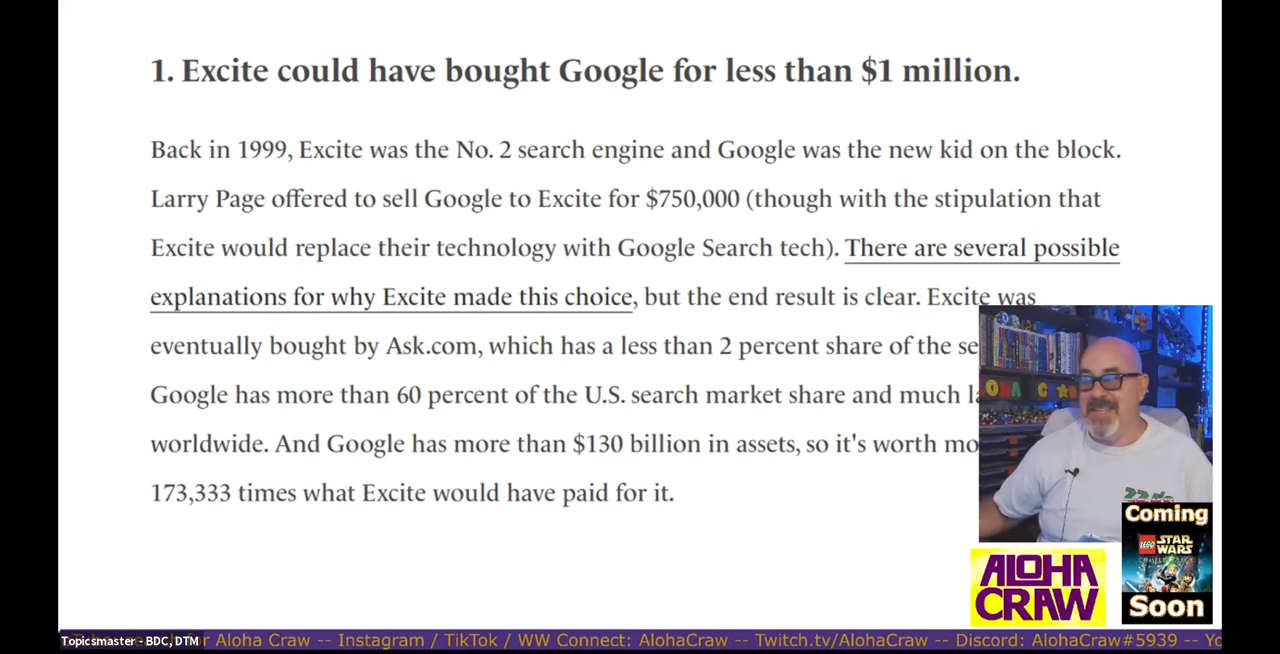 1. Excite could have bought Google for less than $1 million.
Back in 1999, Excite was the No. 2 search engine and Google was the new kid on the block.
Larry Page offered to sell Google to Excite for $750,000 (though with the stipulation that
Excite would replace their technology with Google Search tech). There are several possible
explanations for why Excite made this choice, but the end result is clear. Excite was
eventually bought by Ask.com, which has a less than 2 percent share of the se
Google has more than 60 percent of the U.S. search market share and much la
worldwide. And Google has more than $130 billion in assets, so it's worth mo
173,333 times what Excite would have paid for it.
Coming
LEGO STAR WARS
Soon
ALOHA
CRAW
Topicsmaster - BDC, DTM
r Aloha Craw -- Instagram / TikTok / WW Connect: AlohaCraw -- Twitch.tv/AlohaCraw -- Discord: AlohaCraw#5939 -- Yo